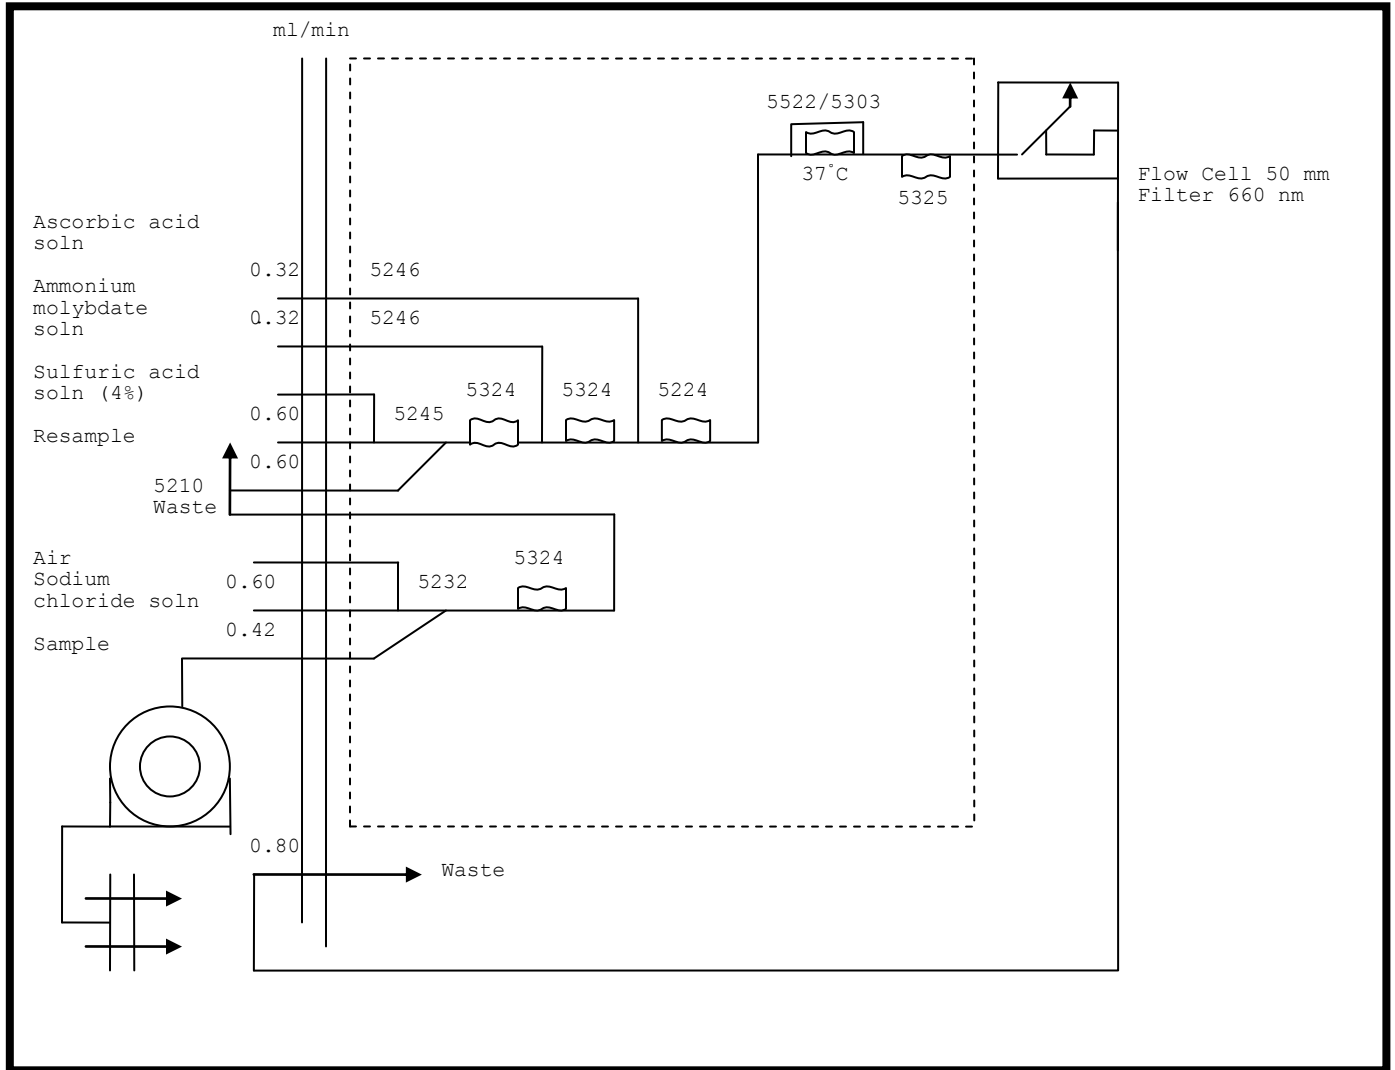 ml/min
5522/5303
37°C
5325
Flow Cell 50 mm
Filter 660 nm
Ascorbic acid
soln
0.32
5246
Ammonium
molybdate
soln
0.32
5246
Sulfuric acid
soln (4%)
0.60
5245
5324
5324
5224
Resample
0.60
5210
Waste
Air
Sodium
chloride soln
0.60
5232
5324
0.42
Sample
0.80
Waste